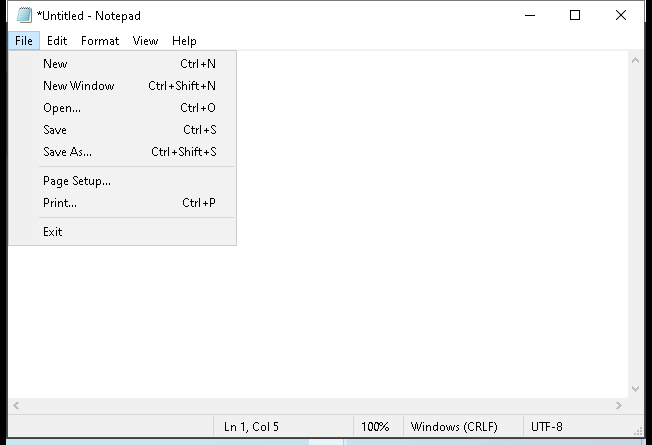 *Untitled - Notepad
File Edit Format View Help
New Ctrl+N
New Window Ctrl+Shift+N
Open... Ctrl+O
Save Ctrl+S
Save As... Ctrl+Shift+S
Page Setup...
Print... Ctrl+P
Exit
Ln 1, Col 5 100% Windows (CRLF) UTF-8